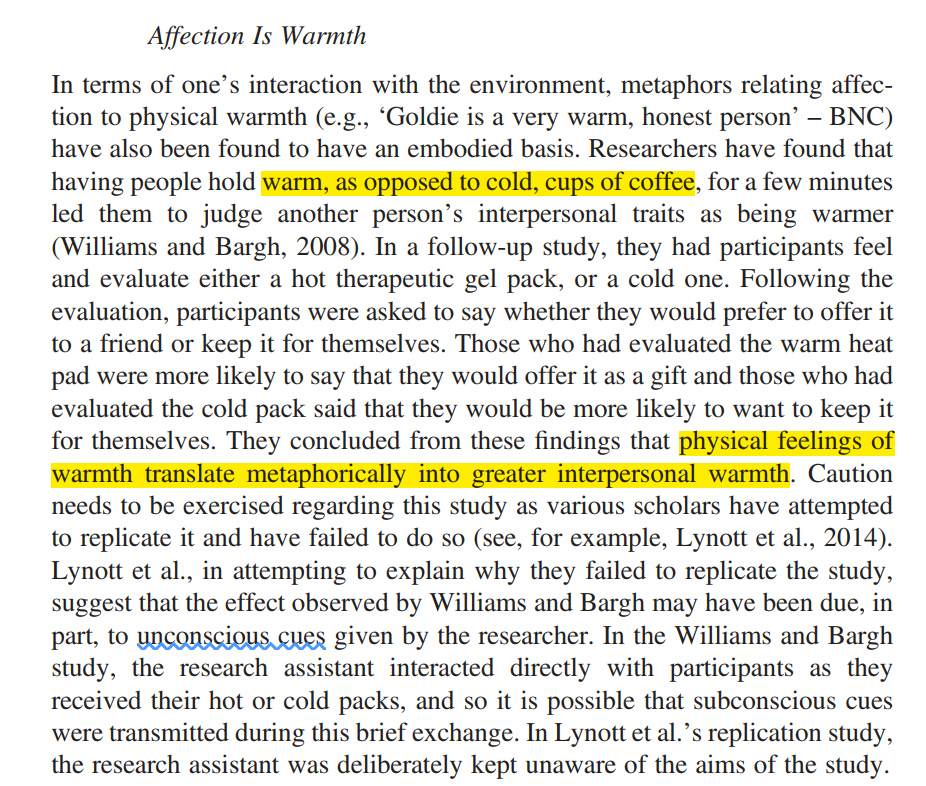 Affection Is Warmth
In terms of one's interaction with the environment, metaphors relating affec-
tion to physical warmth (e.g., 'Goldie is a very warm, honest person' – BNC)
have also been found to have an embodied basis. Researchers have found that
having people hold warm, as opposed to cold, cups of coffee, for a few minutes
led them to judge another person's interpersonal traits as being warmer
(Williams and Bargh, 2008). In a follow-up study, they had participants feel
and evaluate either a hot therapeutic gel pack, or a cold one. Following the
evaluation, participants were asked to say whether they would prefer to offer it
to a friend or keep it for themselves. Those who had evaluated the warm heat
pad were more likely to say that they would offer it as a gift and those who had
evaluated the cold pack said that they would be more likely to want to keep it
for themselves. They concluded from these findings that physical feelings of
warmth translate metaphorically into greater interpersonal warmth. Caution
needs to be exercised regarding this study as various scholars have attempted
to replicate it and have failed to do so (see, for example, Lynott et al., 2014).
Lynott et al., in attempting to explain why they failed to replicate the study,
suggest that the effect observed by Williams and Bargh may have been due, in
part, to unconscious cues given by the researcher. In the Williams and Bargh
study, the research assistant interacted directly with participants as they
received their hot or cold packs, and so it is possible that subconscious cues
were transmitted during this brief exchange. In Lynott et al.'s replication study,
the research assistant was deliberately kept unaware of the aims of the study.